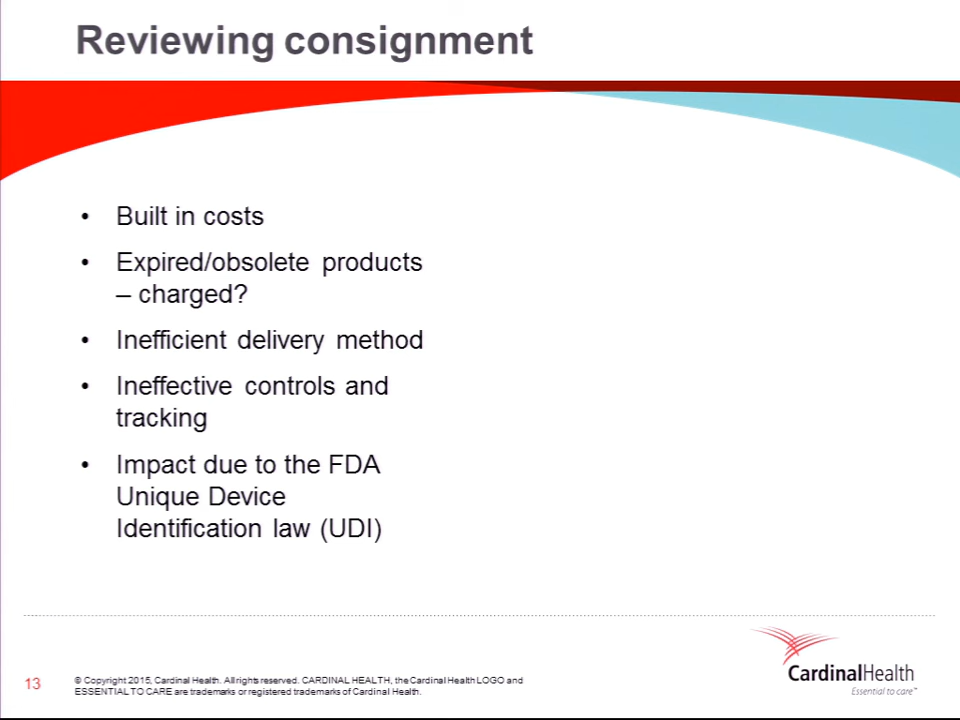 Reviewing consignment
• Built in costs
• Expired/obsolete products
– charged?
• Inefficient delivery method
• Ineffective controls and
tracking
• Impact due to the FDA
Unique Device
Identification law (UDI)
CardinalHealth
Essential to care™
13
© Copyright 2015, Cardinal Health. All rights reserved. CARDINAL HEALTH, the Cardinal Health LOGO and
ESSENTIAL TO CARE are trademarks or registered trademarks of Cardinal Health.